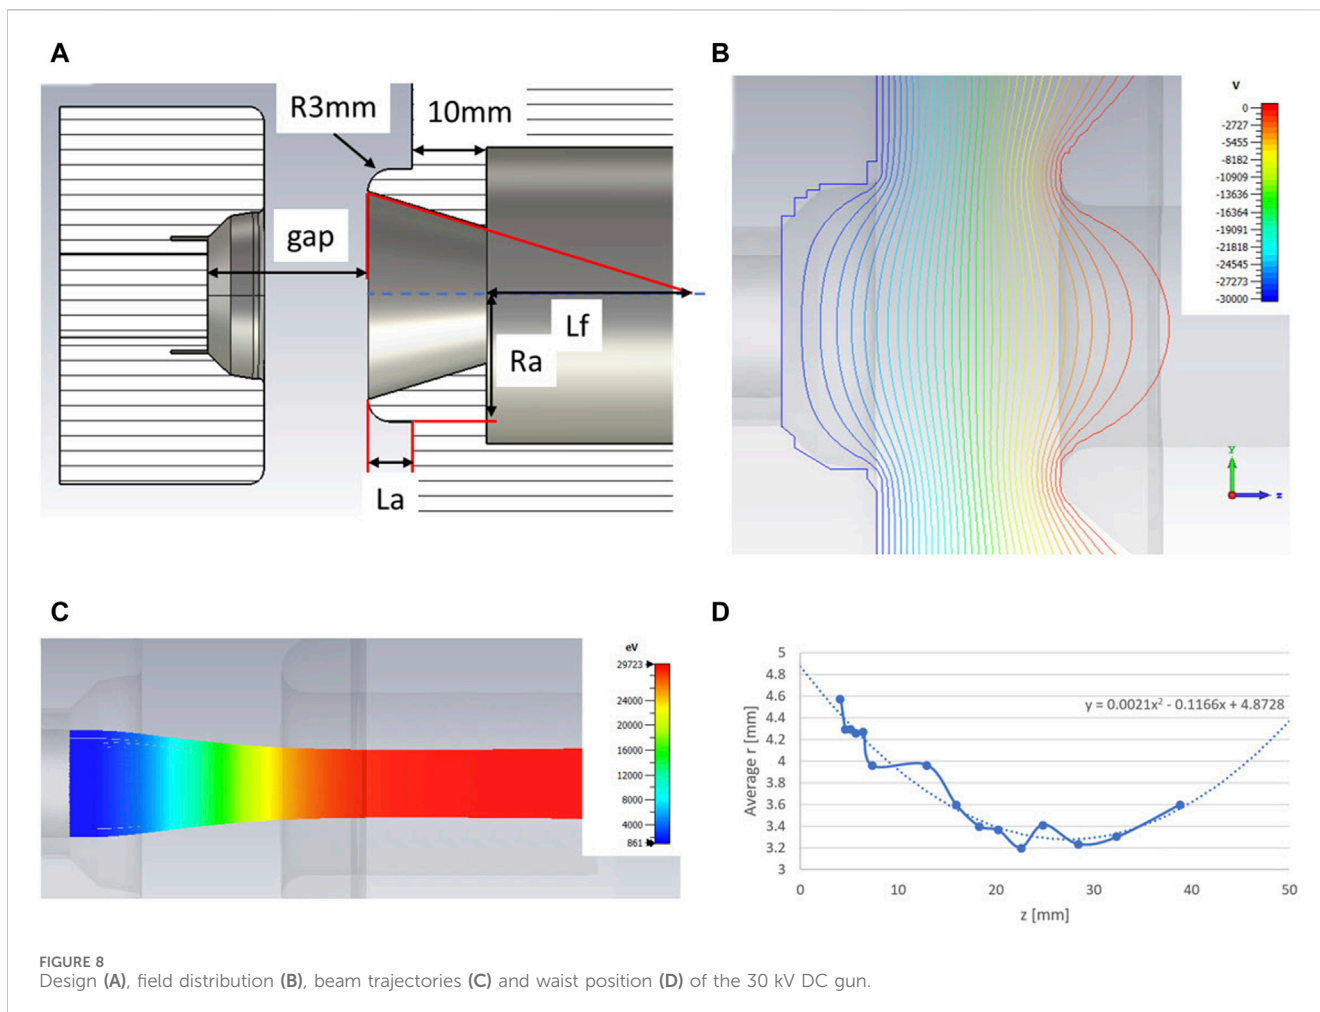 A
R3mm
10mm
gap
Lf
Ra
La
B
V
0
-2727
-5455
-8182
-10909
-13636
-16364
-19091
-21818
-24545
-27273
-30000
Y
z
C
eV
29723
24000
20000
16000
12000
8000
4000
861
D
5
4.8
4.6
4.4
4.2
4
3.8
3.6
3.4
3.2
3
Average r [mm]
y = 0.0021x² - 0.1166x + 4.8728
0 10 20 30 40 50
z [mm]
FIGURE 8
Design (A), field distribution (B), beam trajectories (C) and waist position (D) of the 30 kV DC gun.